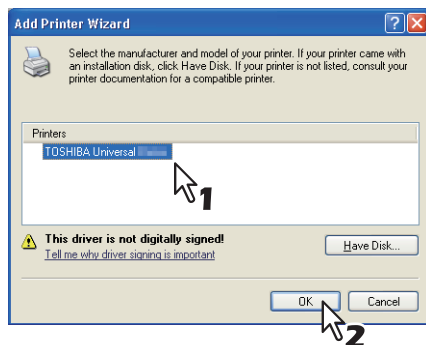 Add Printer Wizard
Select the manufacturer and model of your printer. If your printer came with
an installation disk, click Have Disk. If your printer is not listed, consult your
printer documentation for a compatible printer.
Printers
TOSHIBA Universal
1
This driver is not digitally signed!
Tell me why driver signing is important
Have Disk...
OK
Cancel
2